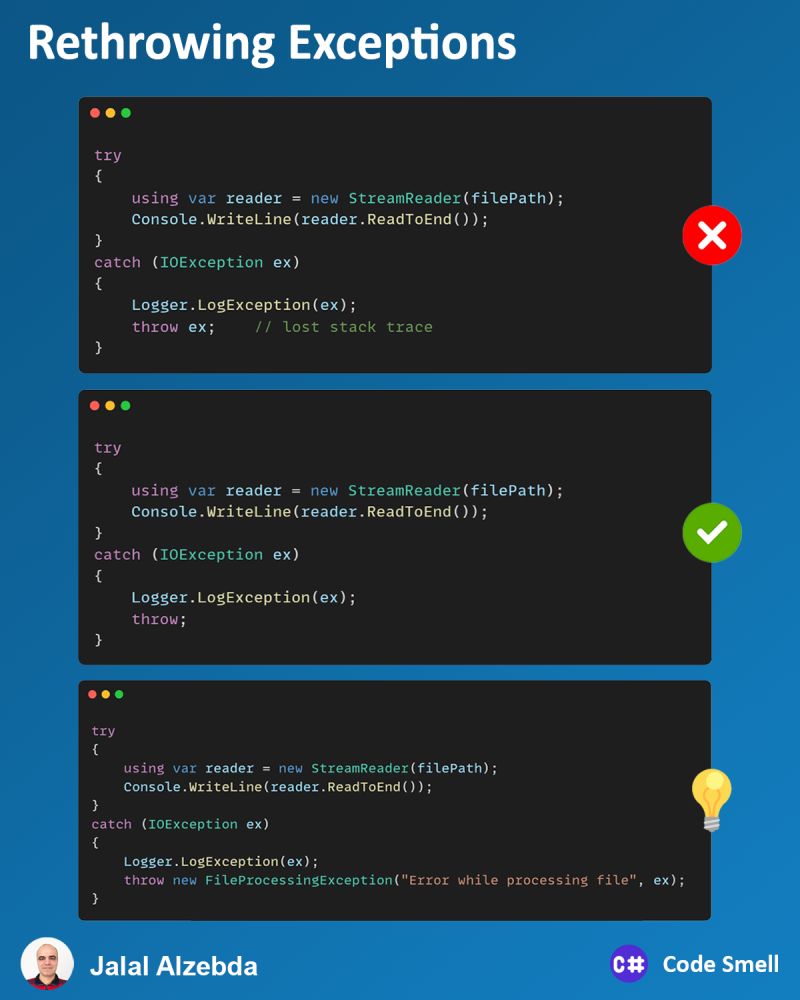 Rethrowing Exceptions
try
{
    using var reader = new StreamReader(filePath);
    Console.WriteLine(reader.ReadToEnd());
}
catch (IOException ex)
{
    Logger.LogException(ex);
    throw ex;    // lost stack trace
}
try
{
    using var reader = new StreamReader(filePath);
    Console.WriteLine(reader.ReadToEnd());
}
catch (IOException ex)
{
    Logger.LogException(ex);
    throw;
}
try
{
    using var reader = new StreamReader(filePath);
    Console.WriteLine(reader.ReadToEnd());
}
catch (IOException ex)
{
    Logger.LogException(ex);
    throw new FileProcessingException("Error while processing file", ex);
}
Jalal Alzebda
C# Code Smell